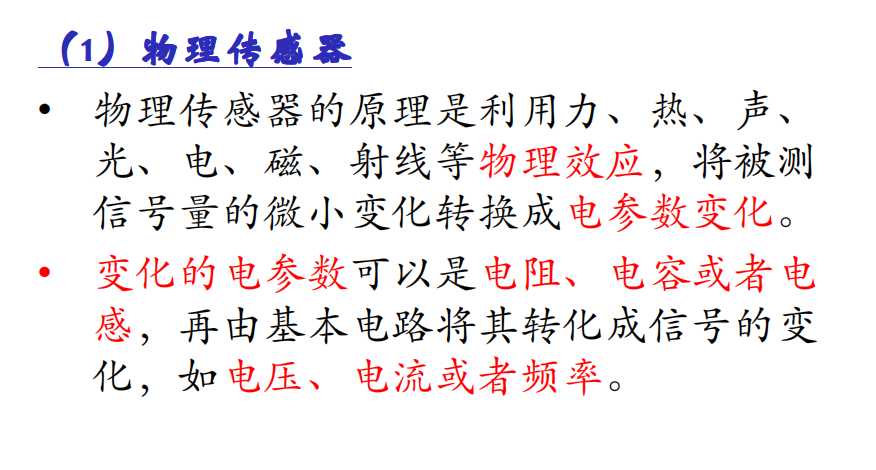 （1）物理传感器
• 物理传感器的原理是利用力、热、声、
光、电、磁、射线等物理效应，将被测
信号量的微小变化转换成电参数变化。
• 变化的电参数可以是电阻、电容或者电
感，再由基本电路将其转化成信号的变
化，如电压、电流或者频率。